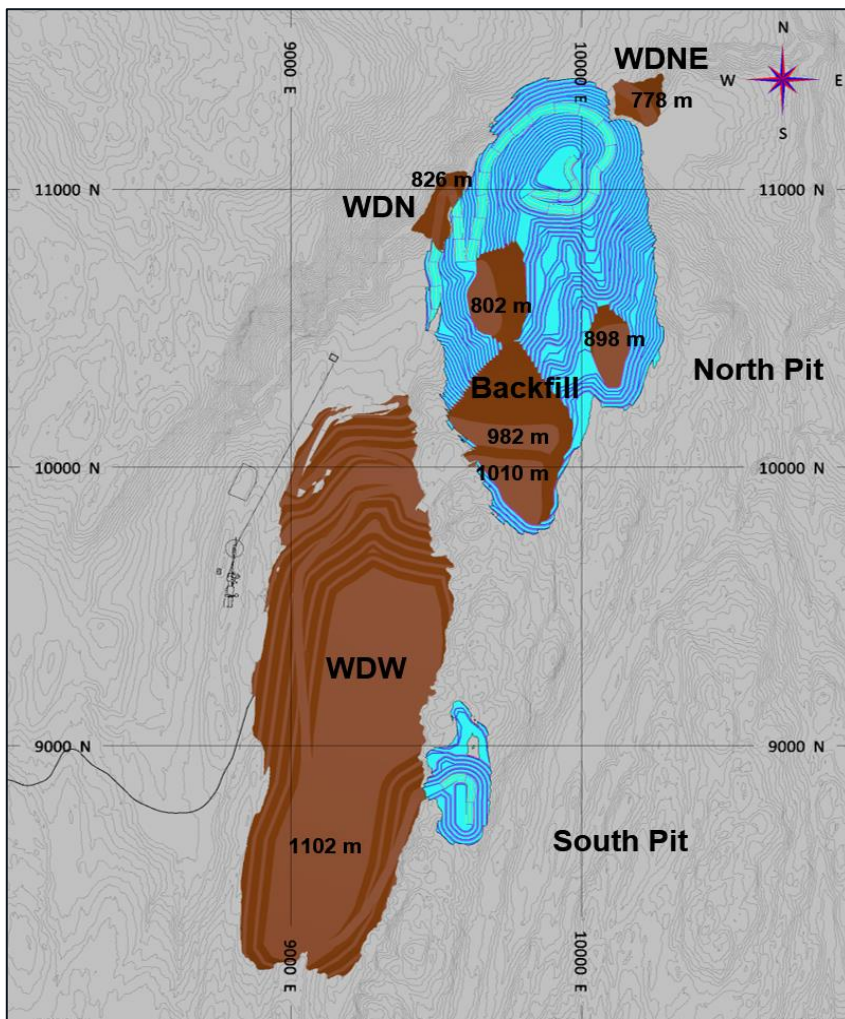 9000 E
10000 E
N
W
E
S
WDNE
778 m
11000 N
11000 N
826 m
WDN
802 m
898 m
North Pit
Backfill
982 m
10000 N
10000 N
1010 m
WDW
9000 N
9000 N
South Pit
1102 m
9000 E
10000 E